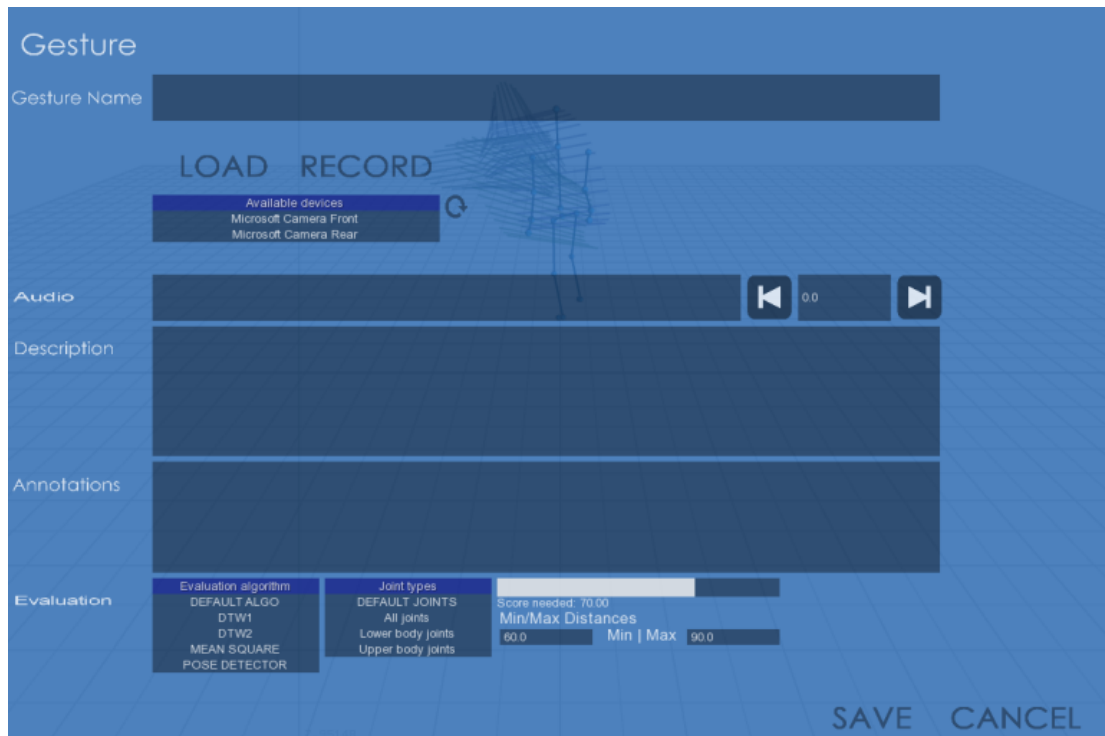 Gesture
Gesture Name
LOAD RECORD
Available devices
Microsoft Camera Front
Microsoft Camera Rear
Audio
0.0
Description
Annotations
Evaluation
Evaluation algorithm
DEFAULT ALGO
DTW1
DTW2
MEAN SQUARE
POSE DETECTOR
Joint types
DEFAULT JOINTS
All joints
Lower body joints
Upper body joints
Score needed: 70.00
Min/Max Distances
60.0 Min | Max 90.0
SAVE CANCEL